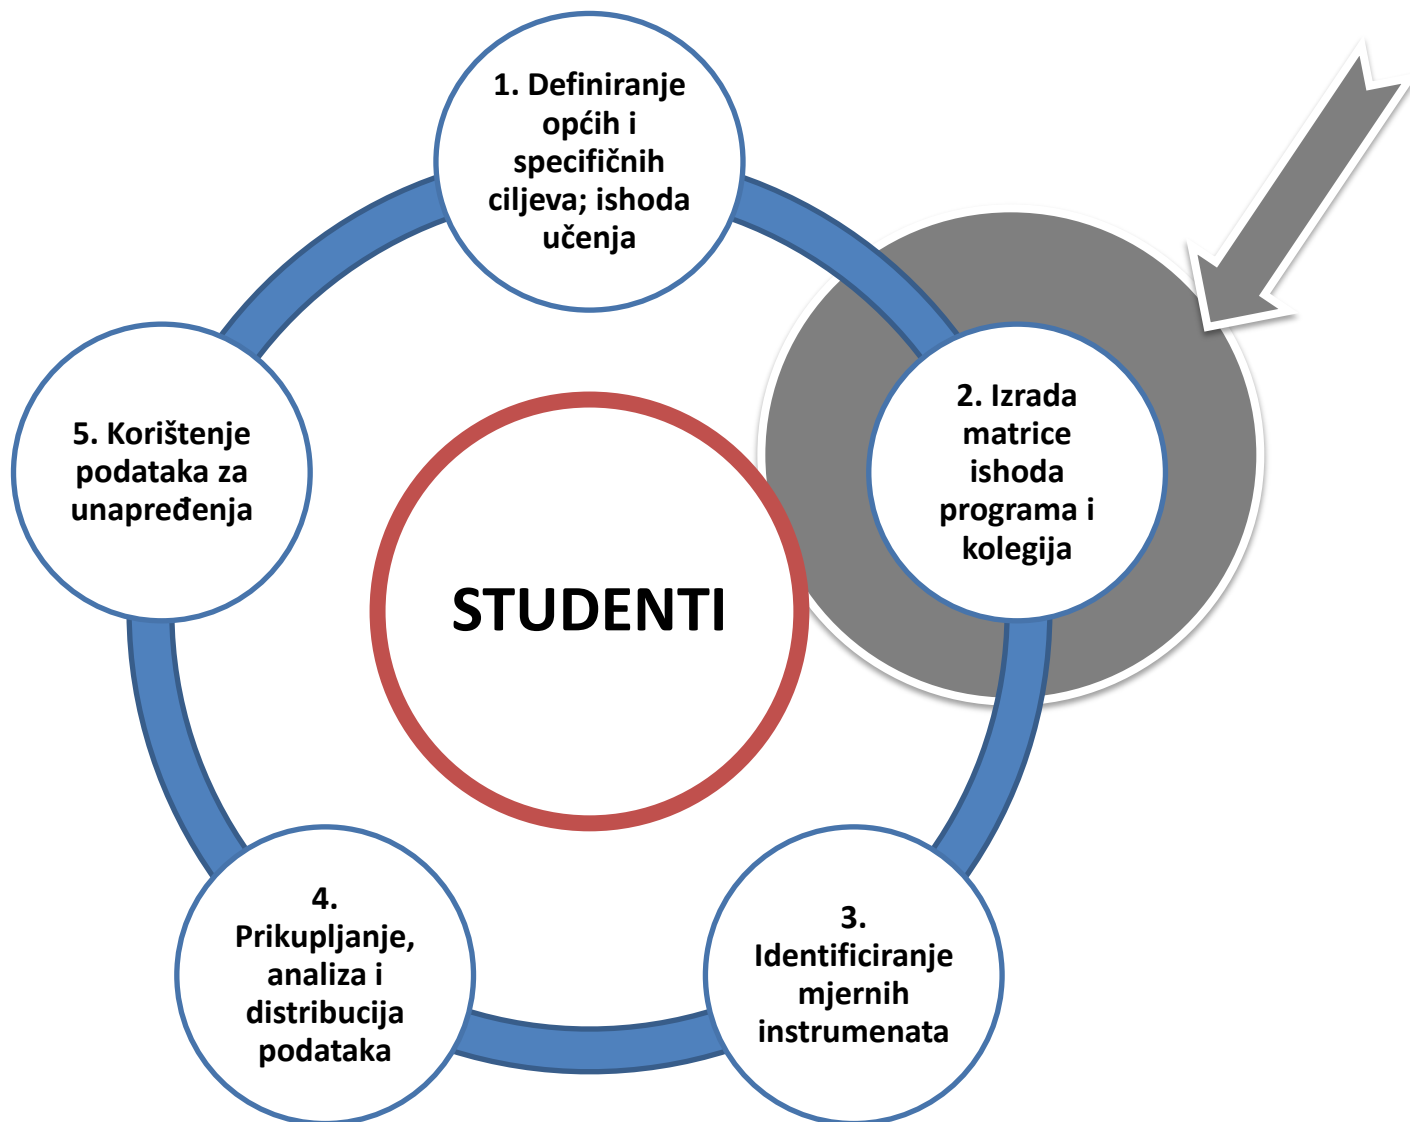 1. Definiranje
općih i
specifičnih
ciljeva; ishoda
učenja
2. Izrada
matrice
ishoda
programa i
kolegija
3.
Identificiranje
mjernih
instrumenata
4.
Prikupljanje,
analiza i
distribucija
podataka
5. Korištenje
podataka za
unapređenja
STUDENTI